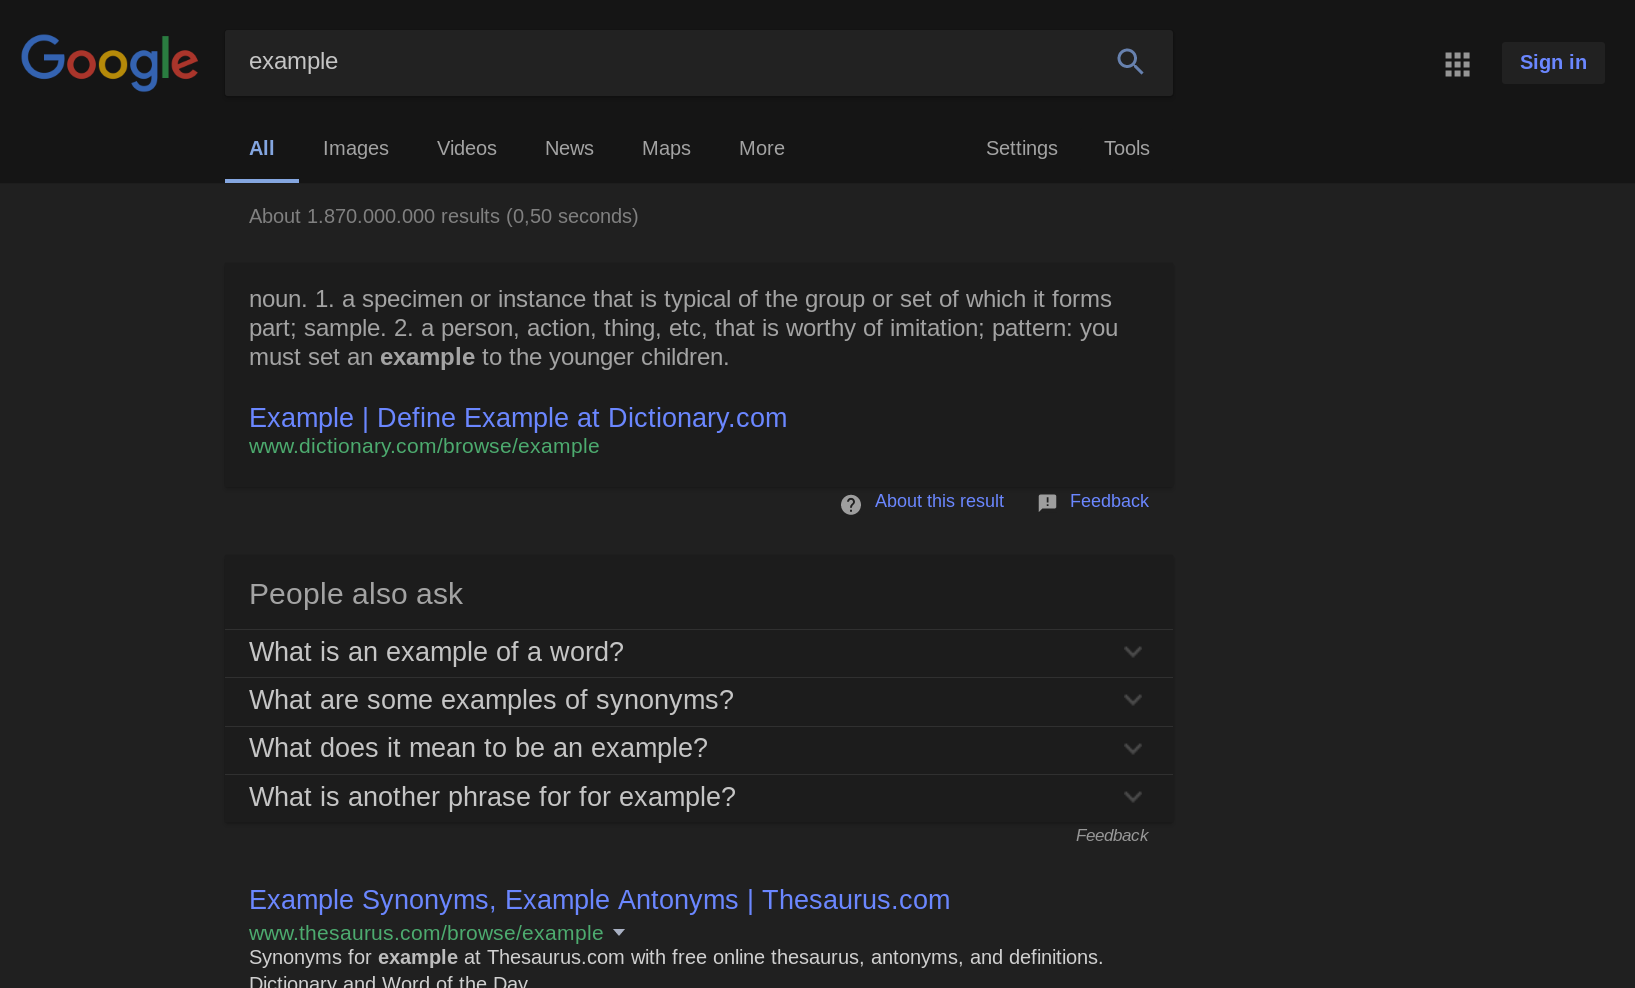 Google
example
Sign in
All Images Videos News Maps More Settings Tools
About 1.870.000.000 results (0,50 seconds)
noun. 1. a specimen or instance that is typical of the group or set of which it forms
part; sample. 2. a person, action, thing, etc, that is worthy of imitation; pattern: you
must set an example to the younger children.
Example | Define Example at Dictionary.com
www.dictionary.com/browse/example
About this result Feedback
People also ask
What is an example of a word?
What are some examples of synonyms?
What does it mean to be an example?
What is another phrase for for example?
Feedback
Example Synonyms, Example Antonyms | Thesaurus.com
www.thesaurus.com/browse/example
Synonyms for example at Thesaurus.com with free online thesaurus, antonyms, and definitions.
Dictionary and Word of the Day